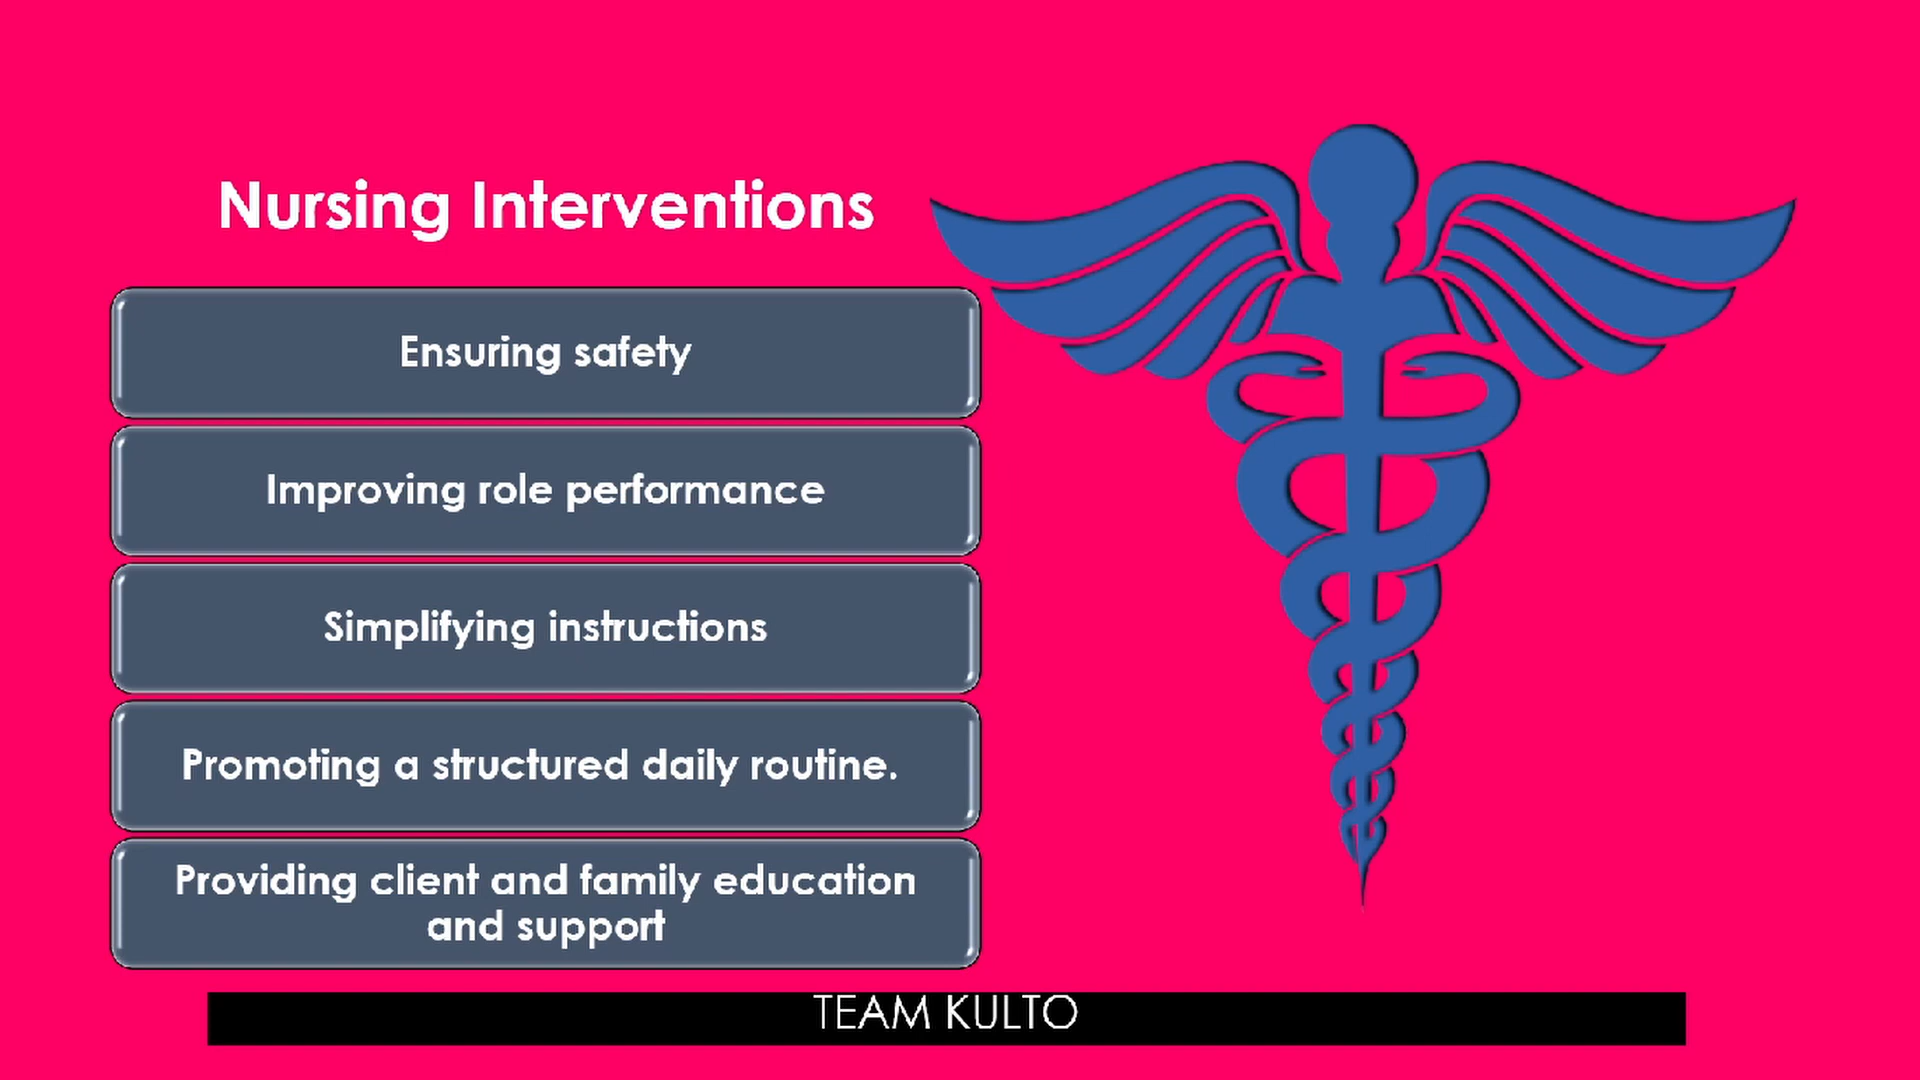 Nursing Interventions
Ensuring safety
Improving role performance
Simplifying instructions
Promoting a structured daily routine.
Providing client and family education
and support
TEAM KULTO